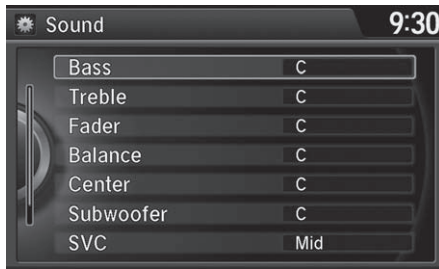 Sound 9:30
Bass C
Treble C
Fader C
Balance C
Center C
Subwoofer C
SVC Mid